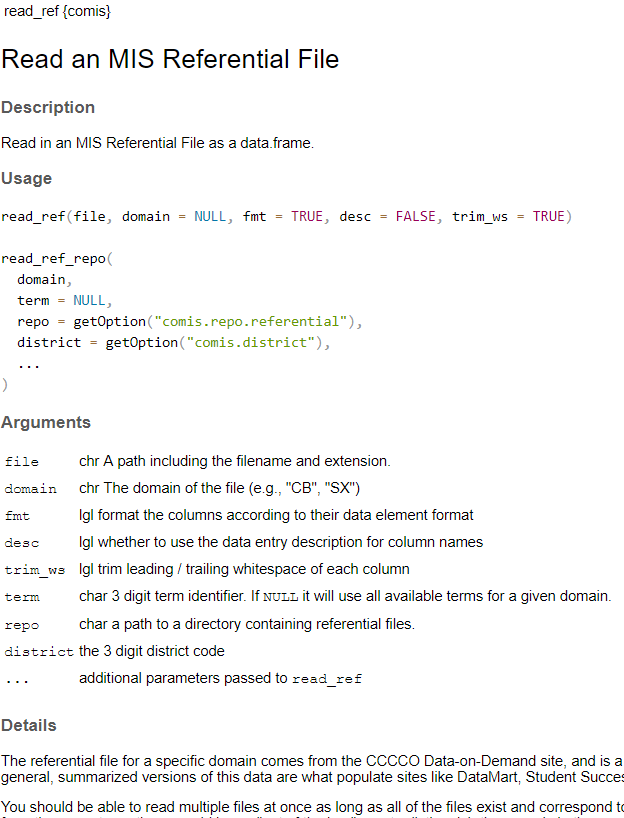 read_ref {comis}
Read an MIS Referential File
Description
Read in an MIS Referential File as a data.frame.
Usage
read_ref(file, domain = NULL, fmt = TRUE, desc = FALSE, trim_ws = TRUE)
read_ref_repo(
domain,
term = NULL,
repo = getOption("comis.repo.referential"),
district = getOption("comis.district"),
...
)
Arguments
file chr A path including the filename and extension.
domain chr The domain of the file (e.g., "CB", "SX")
fmt lgl format the columns according to their data element format
desc lgl whether to use the data entry description for column names
trim_ws lgl trim leading / trailing whitespace of each column
term char 3 digit term identifier. If NULL it will use all available terms for a given domain.
repo char a path to a directory containing referential files.
district the 3 digit district code
... additional parameters passed to read_ref
Details
The referential file for a specific domain comes from the CCCCO Data-on-Demand site, and is a
general, summarized versions of this data are what populate sites like DataMart, Student Succes
You should be able to read multiple files at once as long as all of the files exist and correspond to